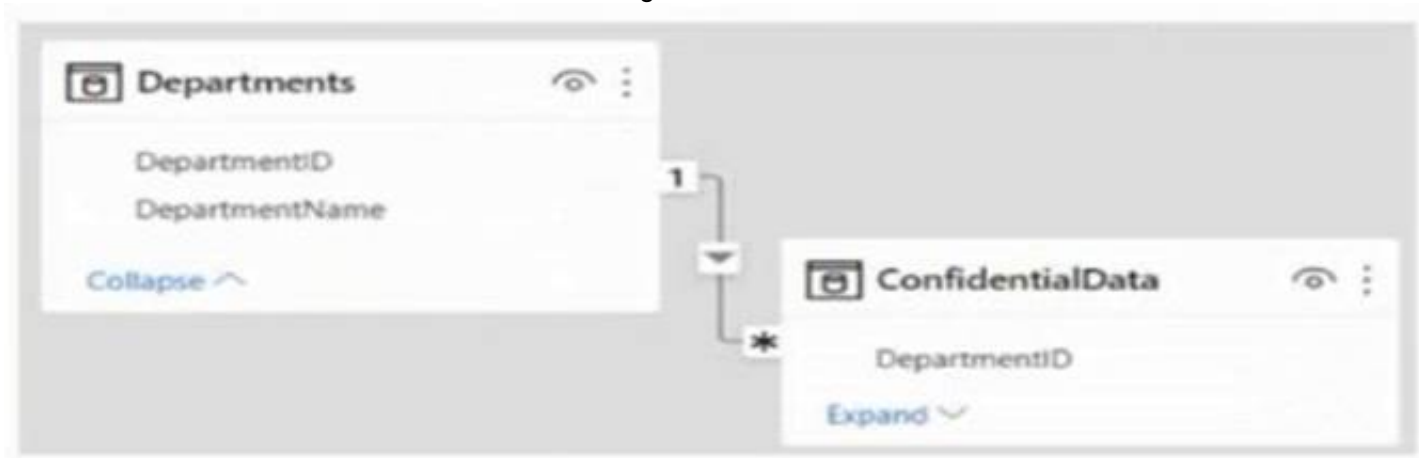 Departments
DepartmentID
DepartmentName
Collapse
1
ConfidentialData
*
DepartmentID
Expand